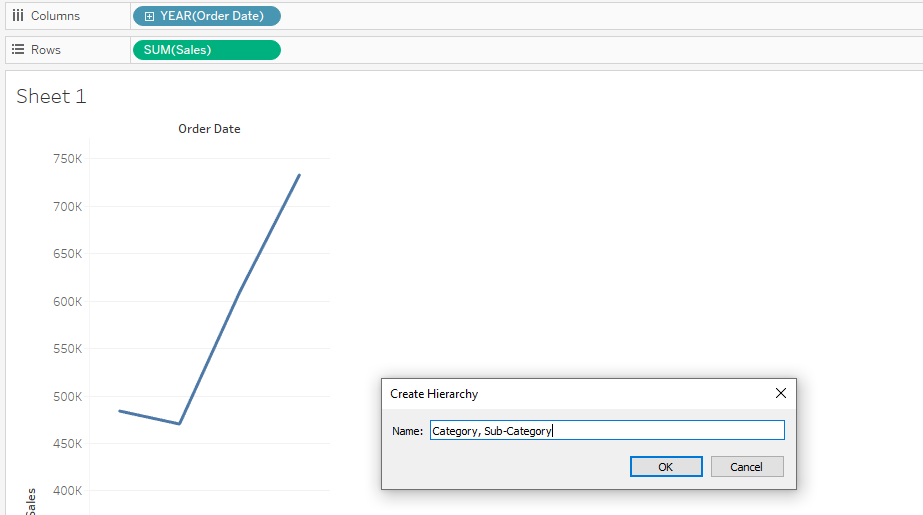 Columns YEAR(Order Date)
Rows SUM(Sales)
Sheet 1
Order Date
750K
700K
650K
600K
550K
500K
450K
400K
Sales
Create Hierarchy
Name: Category, Sub-Category
OK Cancel